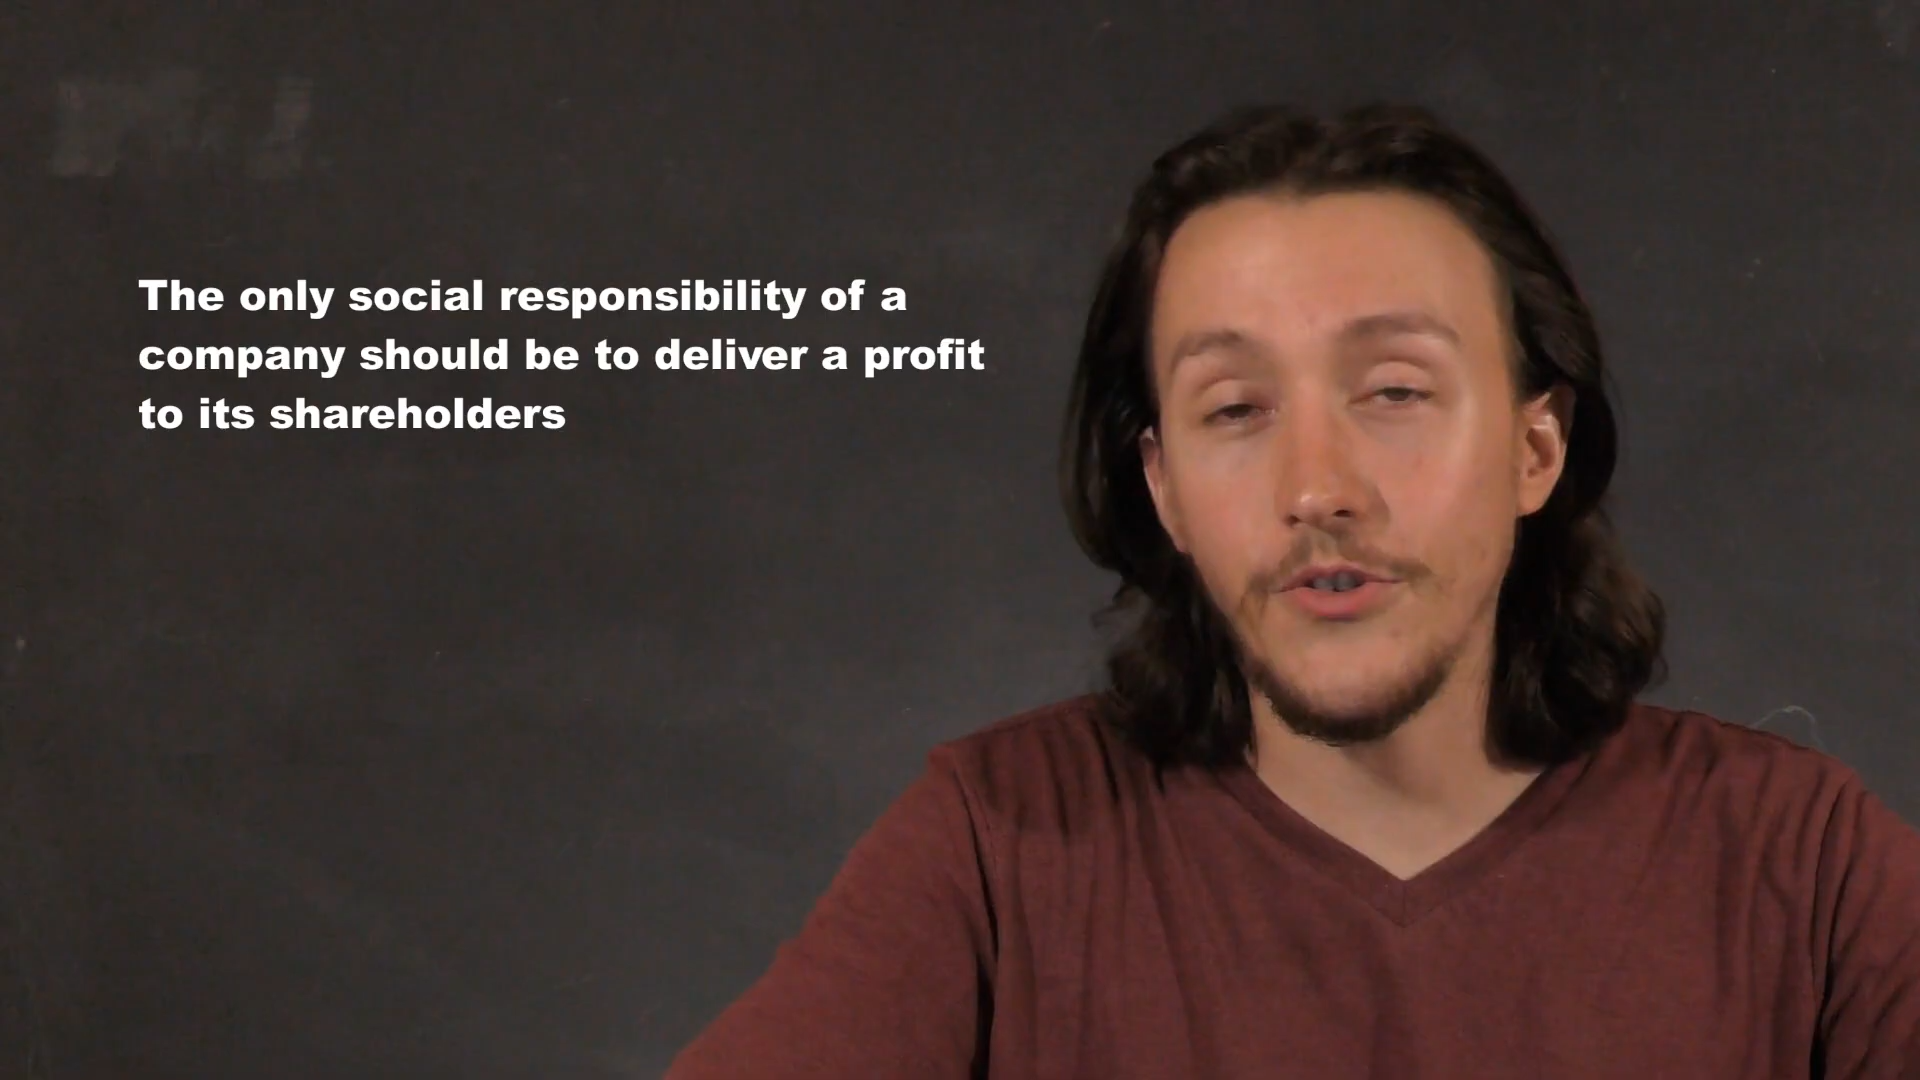 The only social responsibility of a
company should be to deliver a profit
to its shareholders